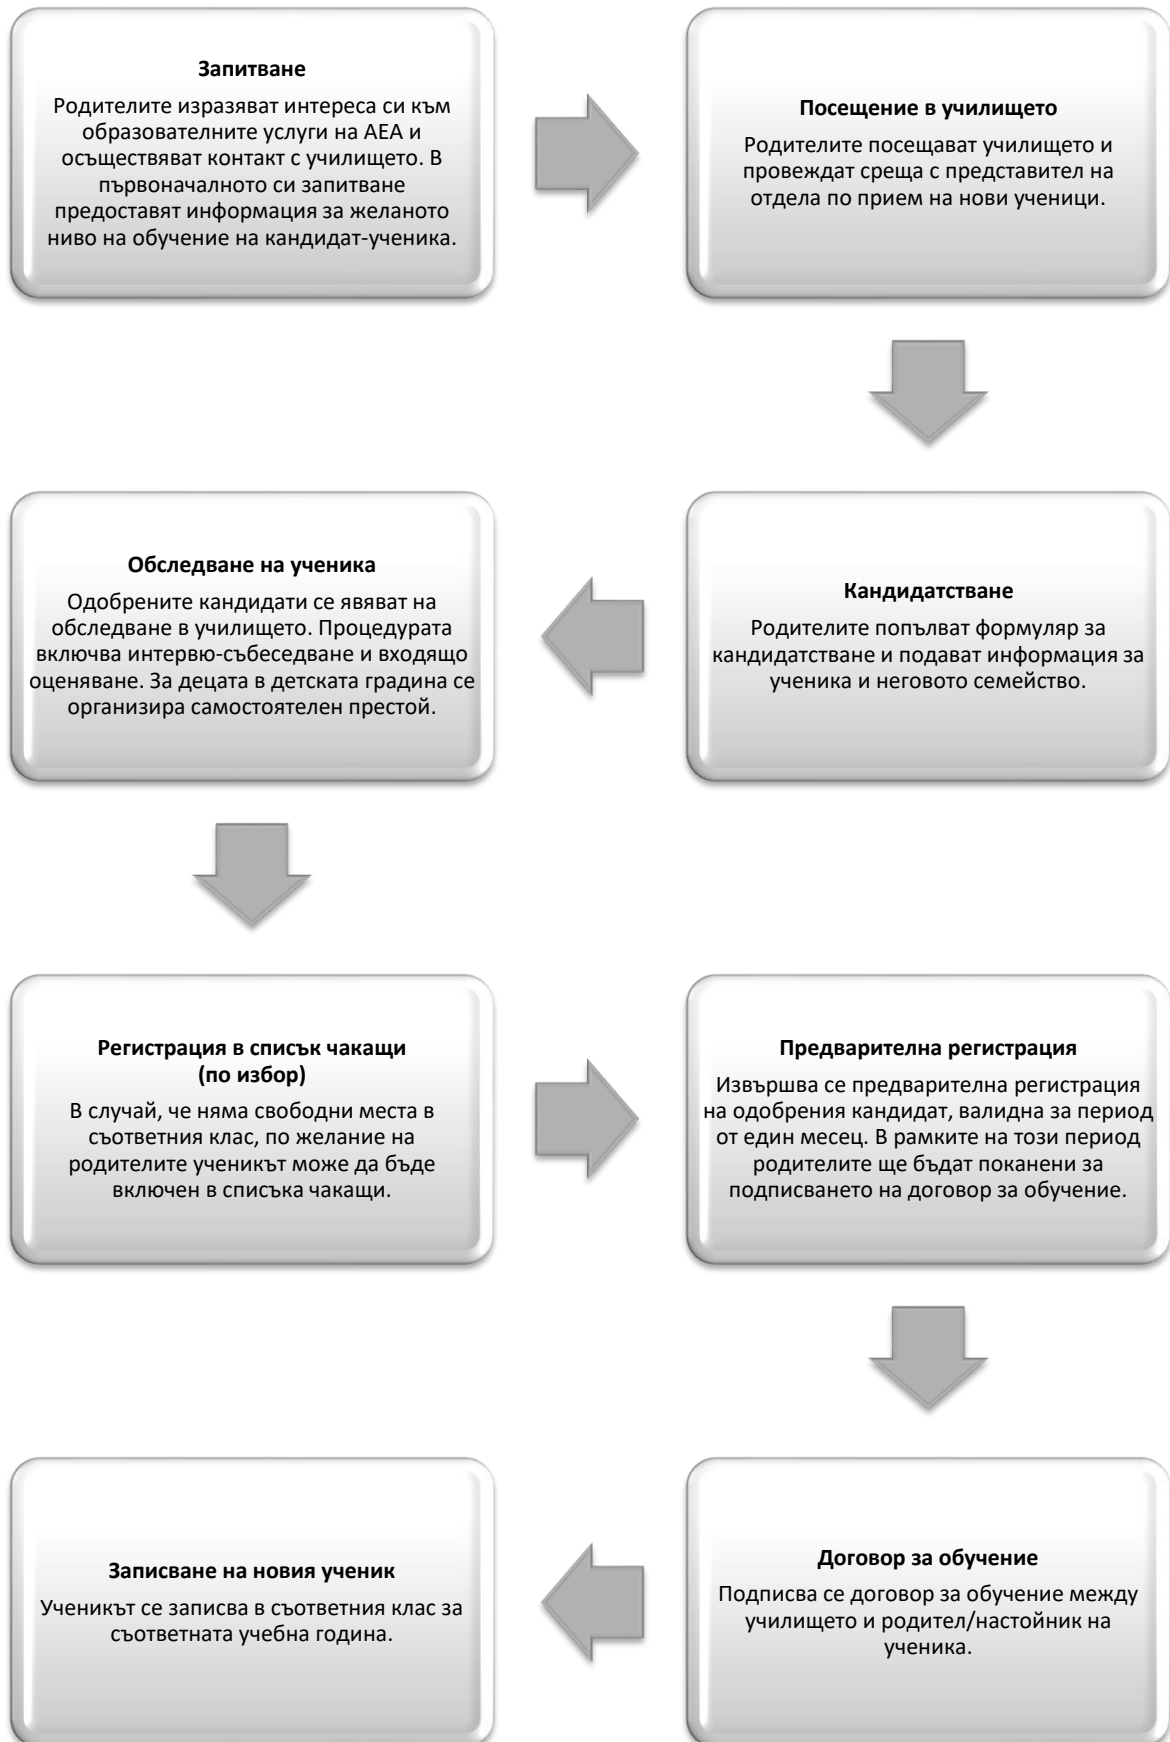 Запитване
Родителите изразяват интереса си към
образователните услуги на АЕА и
осъществяват контакт с училището. В
първоначалното си запитване
предоставят информация за желаното
ниво на обучение на кандидат-ученика.
Посещение в училището
Родителите посещават училището и
провеждат среща с представител на
отдела по прием на нови ученици.
Кандидатстване
Родителите попълват формуляр за
кандидатстване и подават информация за
ученика и неговото семейство.
Обследване на ученика
Одобрените кандидати се явяват на
обследване в училището. Процедурата
включва интервю-събеседване и входящо
оценяване. За децата в детската градина се
организира самостоятелен престой.
Регистрация в списък чакащи
(по избор)
В случай, че няма свободни места в
съответния клас, по желание на
родителите ученикът може да бъде
включен в списъка чакащи.
Предварителна регистрация
Извършва се предварителна регистрация
на одобрения кандидат, валидна за период
от един месец. В рамките на този период
родителите ще бъдат поканени за
подписването на договор за обучение.
Договор за обучение
Подписва се договор за обучение между
училището и родител/настойник на
ученика.
Записване на новия ученик
Ученикът се записва в съответния клас за
съответната учебна година.